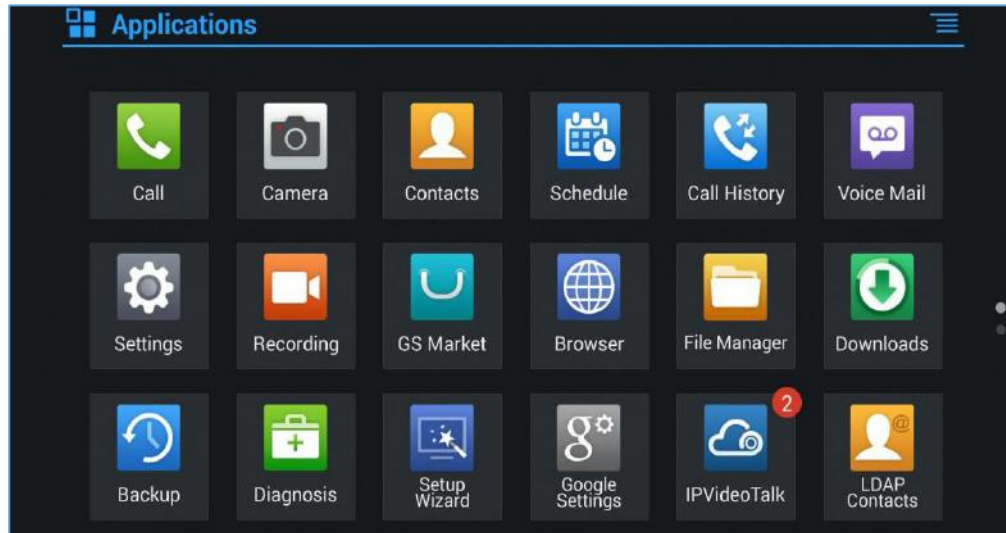 Applications
Call
Camera
Contacts
Schedule
Call History
Voice Mail
Settings
Recording
GS Market
Browser
File Manager
Downloads
2
Backup
Diagnosis
Setup
Wizard
g
Google
Settings
IPVideoTalk
@
LDAP
Contacts